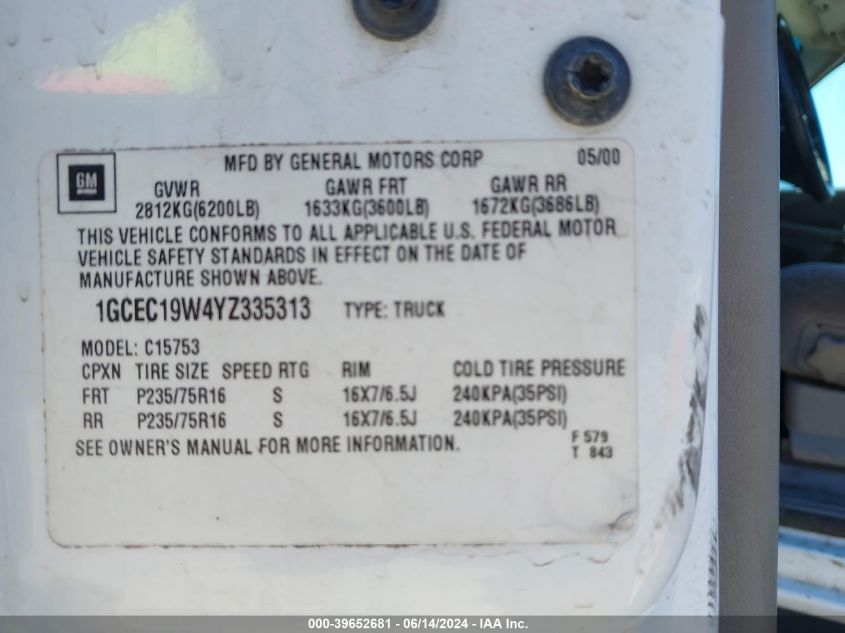 MFD BY GENERAL MOTORS CORP 05/00
GM
GVWR GAWR FRT GAWR RR
2812KG(6200LB) 1633KG(3600LB) 1672KG(3686LB)
THIS VEHICLE CONFORMS TO ALL APPLICABLE U.S. FEDERAL MOTOR
VEHICLE SAFETY STANDARDS IN EFFECT ON THE DATE OF
MANUFACTURE SHOWN ABOVE.
1GCEC19W4YZ335313 TYPE: TRUCK
MODEL: C15753
CPXN TIRE SIZE SPEED RTG RIM COLD TIRE PRESSURE
FRT P235/75R16 S 16X7/6.5J 240KPA(35PSI)
RR P235/75R16 S 16X7/6.5J 240KPA(35PSI)
SEE OWNER'S MANUAL FOR MORE INFORMATION.
F 579
T 843
000-39652681 - 06/14/2024 - IAA Inc.